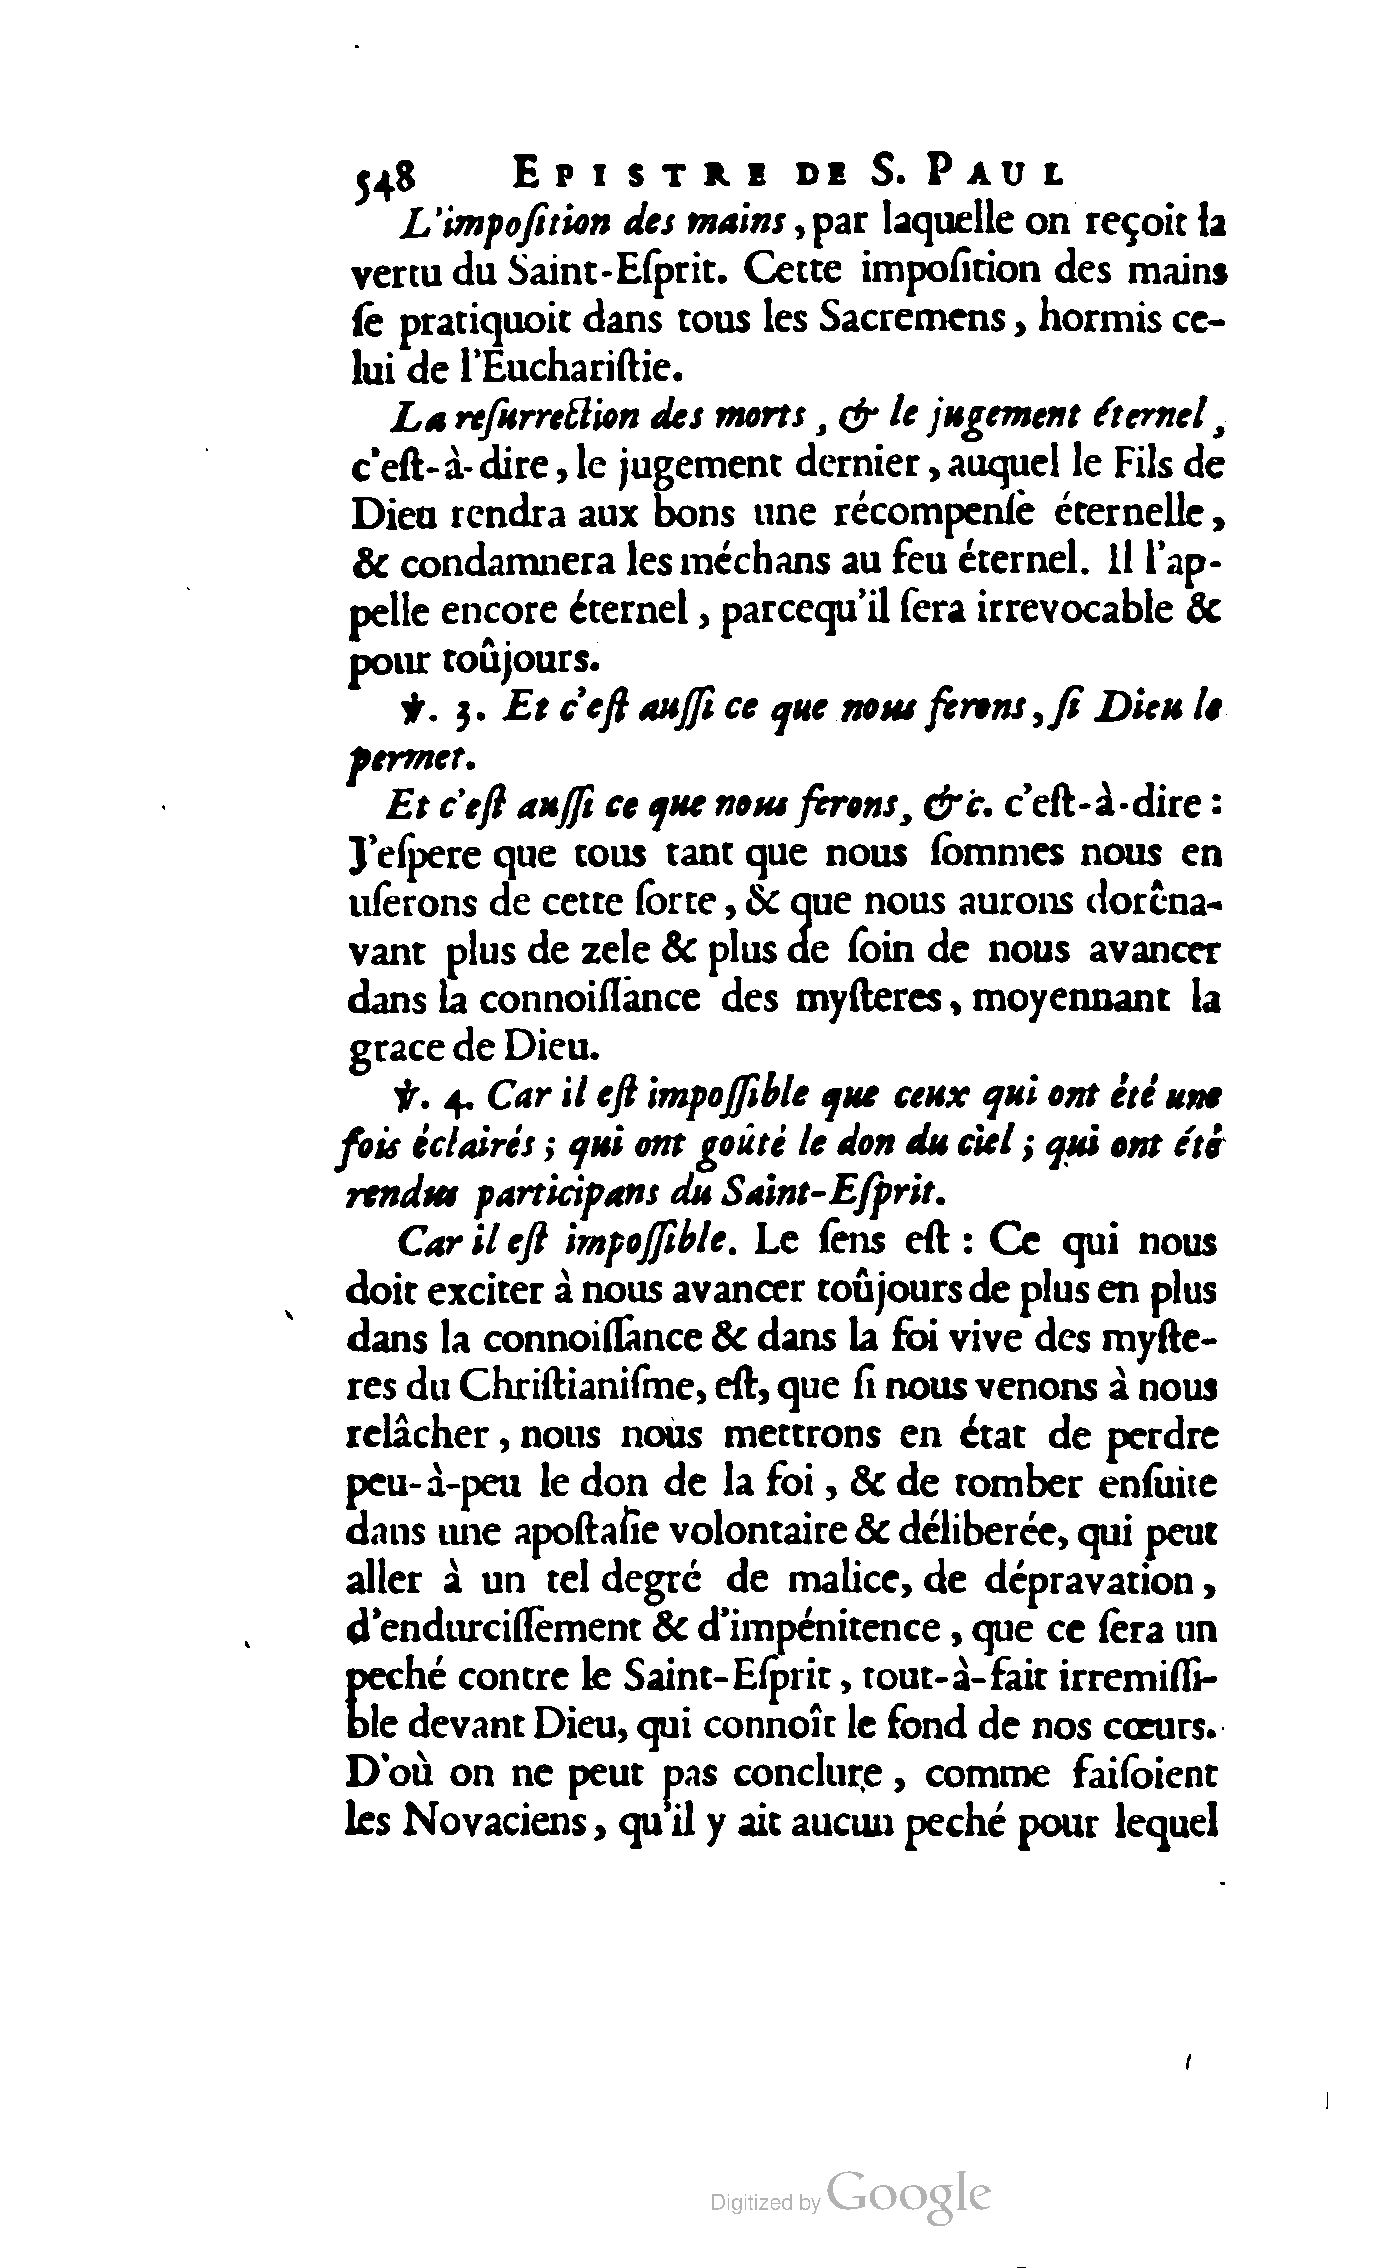 548 EPISTRE DE S. PAUL
L'impoſition des mains, par laquelle on reçoit la
vertu du Saint-Eſprit. Cette impoſition des mains
ſe pratiquoit dans tous les Sacremens, hormis ce-
lui de l'Euchariſtie.
La reſurrection des morts, & le jugement éternel,
c'eſt-à-dire, le jugement dernier, auquel le Fils de
Dieu rendra aux bons une récompenſe éternelle,
& condamnera les méchans au feu éternel. Il l'ap-
pelle encore éternel, parcequ'il ſera irrevocable &
pour toûjours.
℣. 3. Et c'eſt auſſi ce que nous ferons, ſi Dieu le
permet.
Et c'eſt auſſi ce que nous ferons, &c. c'eſt-à-dire :
J'eſpere que tous tant que nous ſommes nous en
uſerons de cette ſorte, & que nous aurons dorêna-
vant plus de zele & plus de ſoin de nous avancer
dans la connoiſſance des myſteres, moyennant la
grace de Dieu.
℣. 4. Car il eſt impoſſible que ceux qui ont été une
fois éclairés ; qui ont goûté le don du ciel ; qui ont été
rendus participans du Saint-Eſprit.
Car il eſt impoſſible. Le ſens eſt : Ce qui nous
doit exciter à nous avancer toûjours de plus en plus
dans la connoiſſance & dans la foi vive des myſte-
res du Chriſtianiſme, eſt, que ſi nous venons à nous
relâcher, nous nous mettrons en état de perdre
peu-à-peu le don de la foi, & de tomber enſuite
dans une apoſtaſie volontaire & déliberée, qui peut
aller à un tel degré de malice, de dépravation,
d'endurciſſement & d'impénitence, que ce ſera un
peché contre le Saint-Eſprit, tout-à-fait irremiſſi-
ble devant Dieu, qui connoît le fond de nos cœurs.
D'où on ne peut pas conclure, comme faiſoient
les Novaciens, qu'il y ait aucun peché pour lequel
Digitized by Google